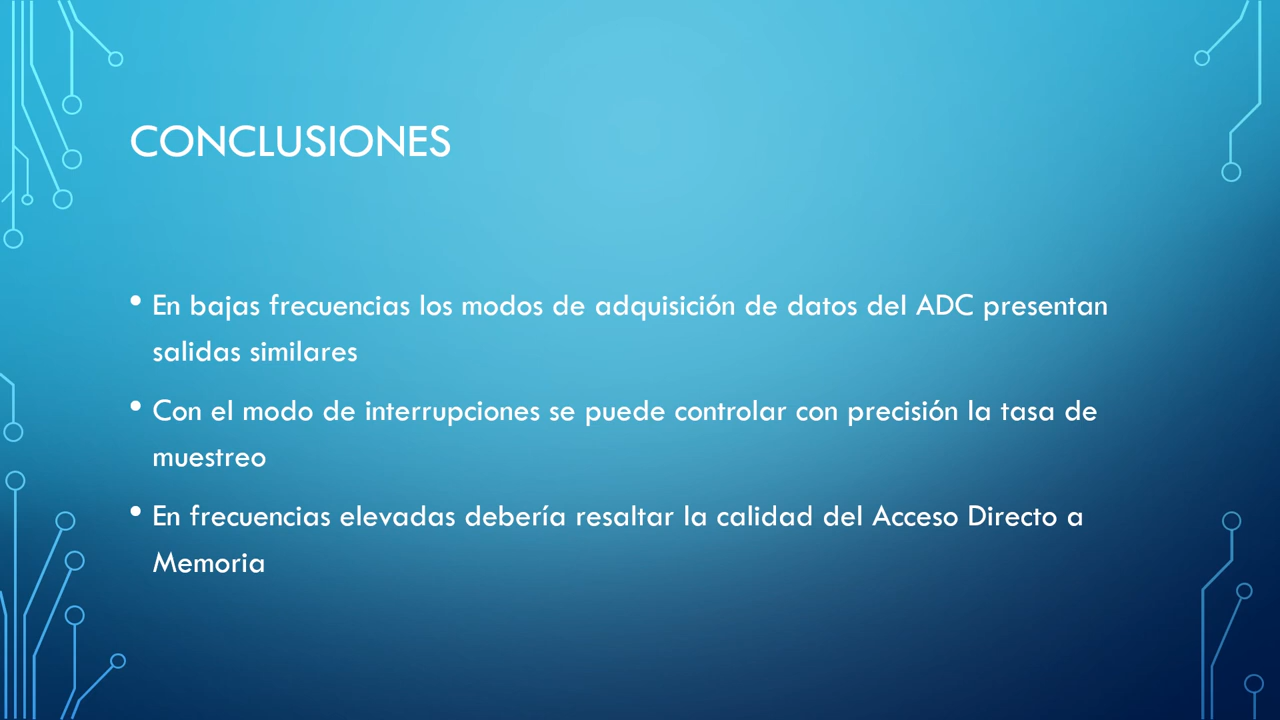 CONCLUSIONES
• En bajas frecuencias los modos de adquisición de datos del ADC presentan
salidas similares
• Con el modo de interrupciones se puede controlar con precisión la tasa de
muestreo
• En frecuencias elevadas debería resaltar la calidad del Acceso Directo a
Memoria